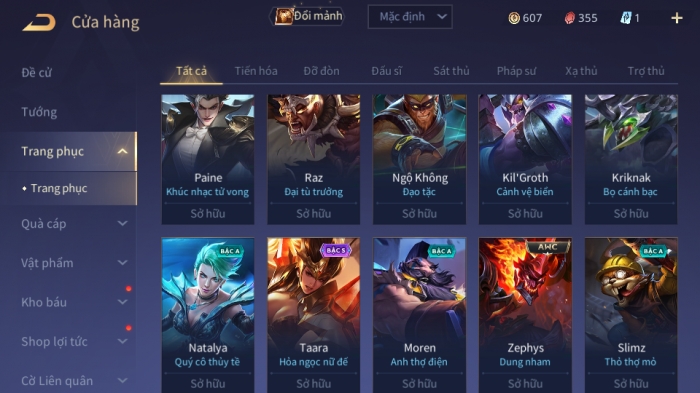 Cửa hàng
Đổi mảnh
Mặc định
607
355
1
Đề cử
Tướng
Trang phục
Trang phục
Quà cáp
Vật phẩm
Kho báu
Shop lợi tức
Cờ Liên quân
Tất cả
Tiến hóa
Đỡ đòn
Đấu sĩ
Sát thủ
Pháp sư
Xạ thủ
Trợ thủ
Paine
Khúc nhạc tử vong
Sở hữu
Raz
Đại tù trưởng
Sở hữu
Ngộ Không
Đạo tặc
Sở hữu
Kil'Groth
Cảnh vệ biển
Sở hữu
Kriknak
Bọ cánh bạc
Sở hữu
BẬC A
Natalya
Quý cô thủy tề
Sở hữu
BẬC S
Taara
Hỏa ngọc nữ đế
Sở hữu
BẬC A
Moren
Anh thợ điện
Sở hữu
AWC
Zephys
Dung nham
Sở hữu
BẬC A
Slimz
Thỏ thợ mỏ
Sở hữu